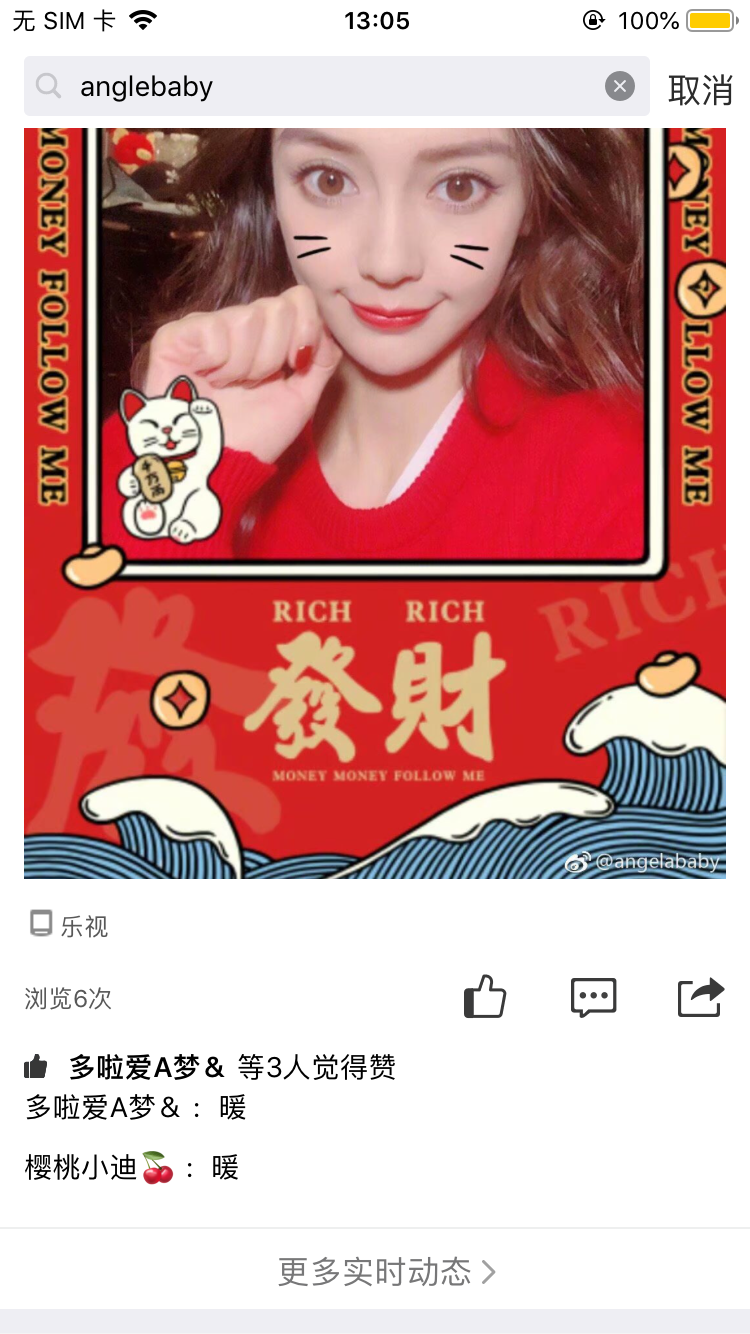 无 SIM 卡
13:05
100%
anglebaby
取消
MONEY FOLLOW ME
MONEY
FOLLOW ME
千万両
RICH RICH
RICH
發財
發
MONEY MONEY FOLLOW ME
@angelababy
乐视
浏览6次
多啦爱A梦& 等3人觉得赞
多啦爱A梦&： 暖
樱桃小迪🍒： 暖
更多实时动态